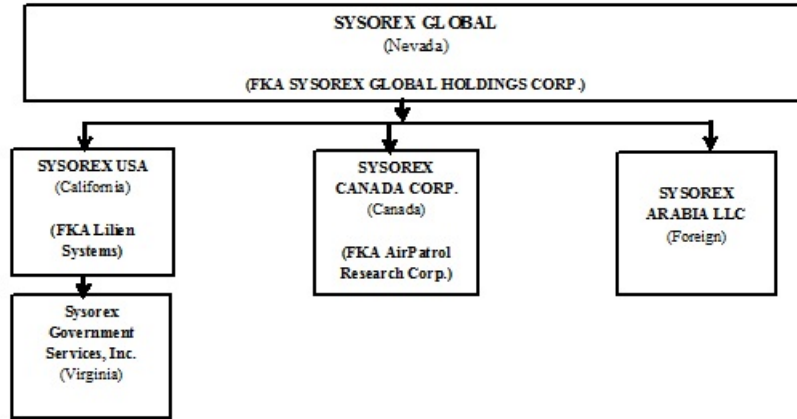 SYSOREX GLOBAL
(Nevada)
(FKA SYSOREX GLOBAL HOLDINGS CORP.)
SYSOREX USA
(California)
(FKA Lilien
Systems)
SYSOREX
CANADA CORP.
(Canada)
(FKA AirPatrol
Research Corp.)
SYSOREX
ARABIA LLC
(Foreign)
Sysorex
Government
Services, Inc.
(Virginia)